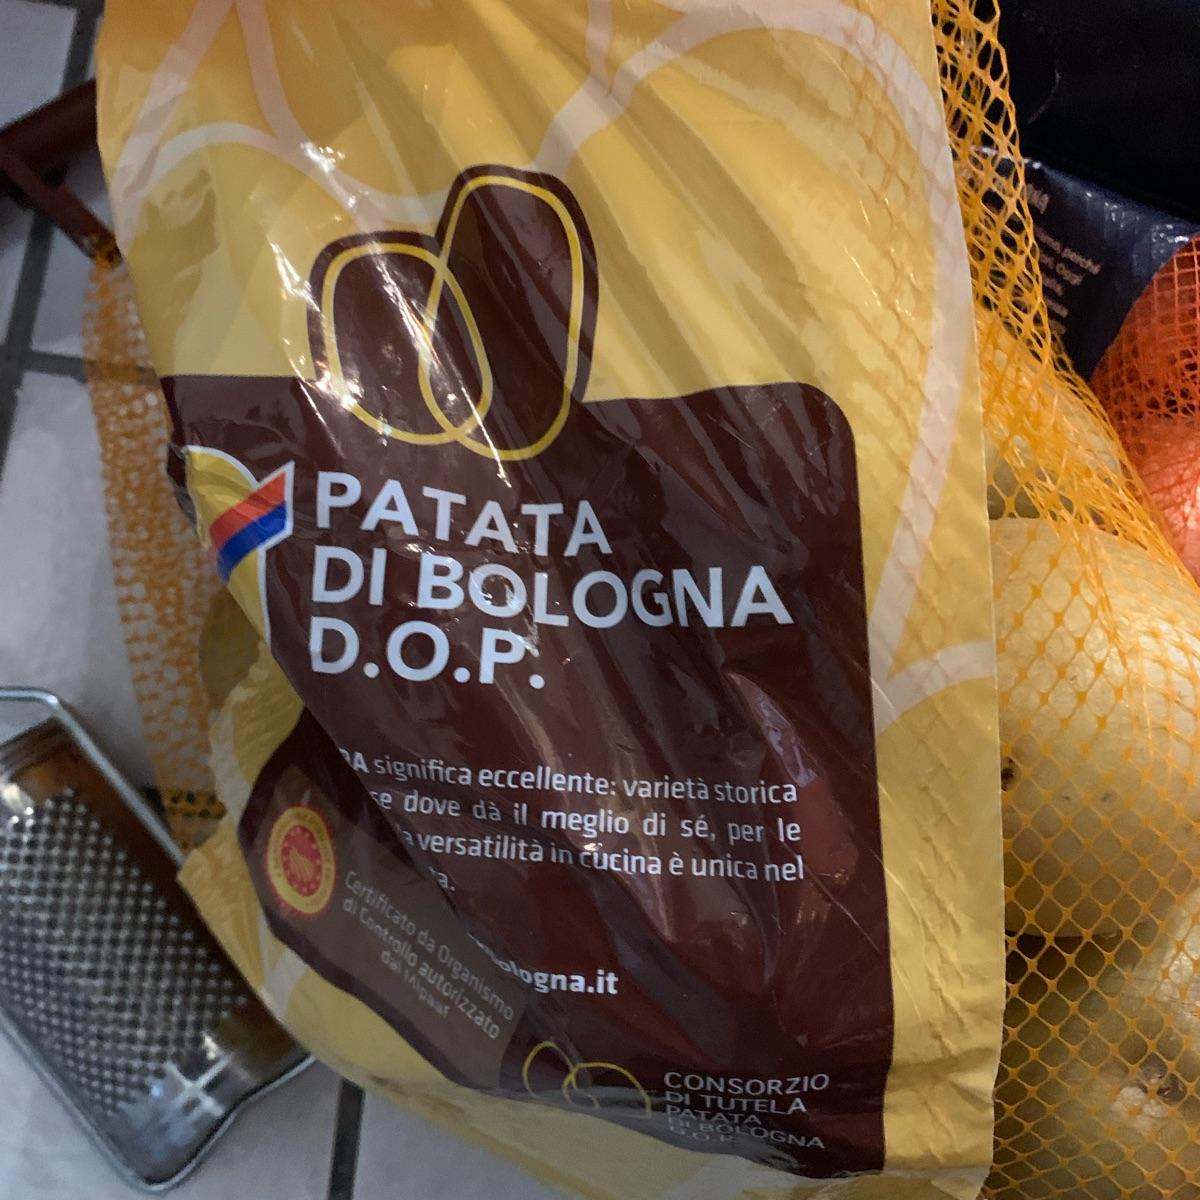 PATATA
DI BOLOGNA
D.O.P.
significa eccellente: varietà storica
dove dà il meglio di sé, per le
versatilità in cucina è unica nel
ologna.it
Certificato da Organismo
di Controllo autorizzato
dal Mipaaf
CONSORZIO
DI TUTELA
PATATA
DI BOLOGNA
D.O.P.